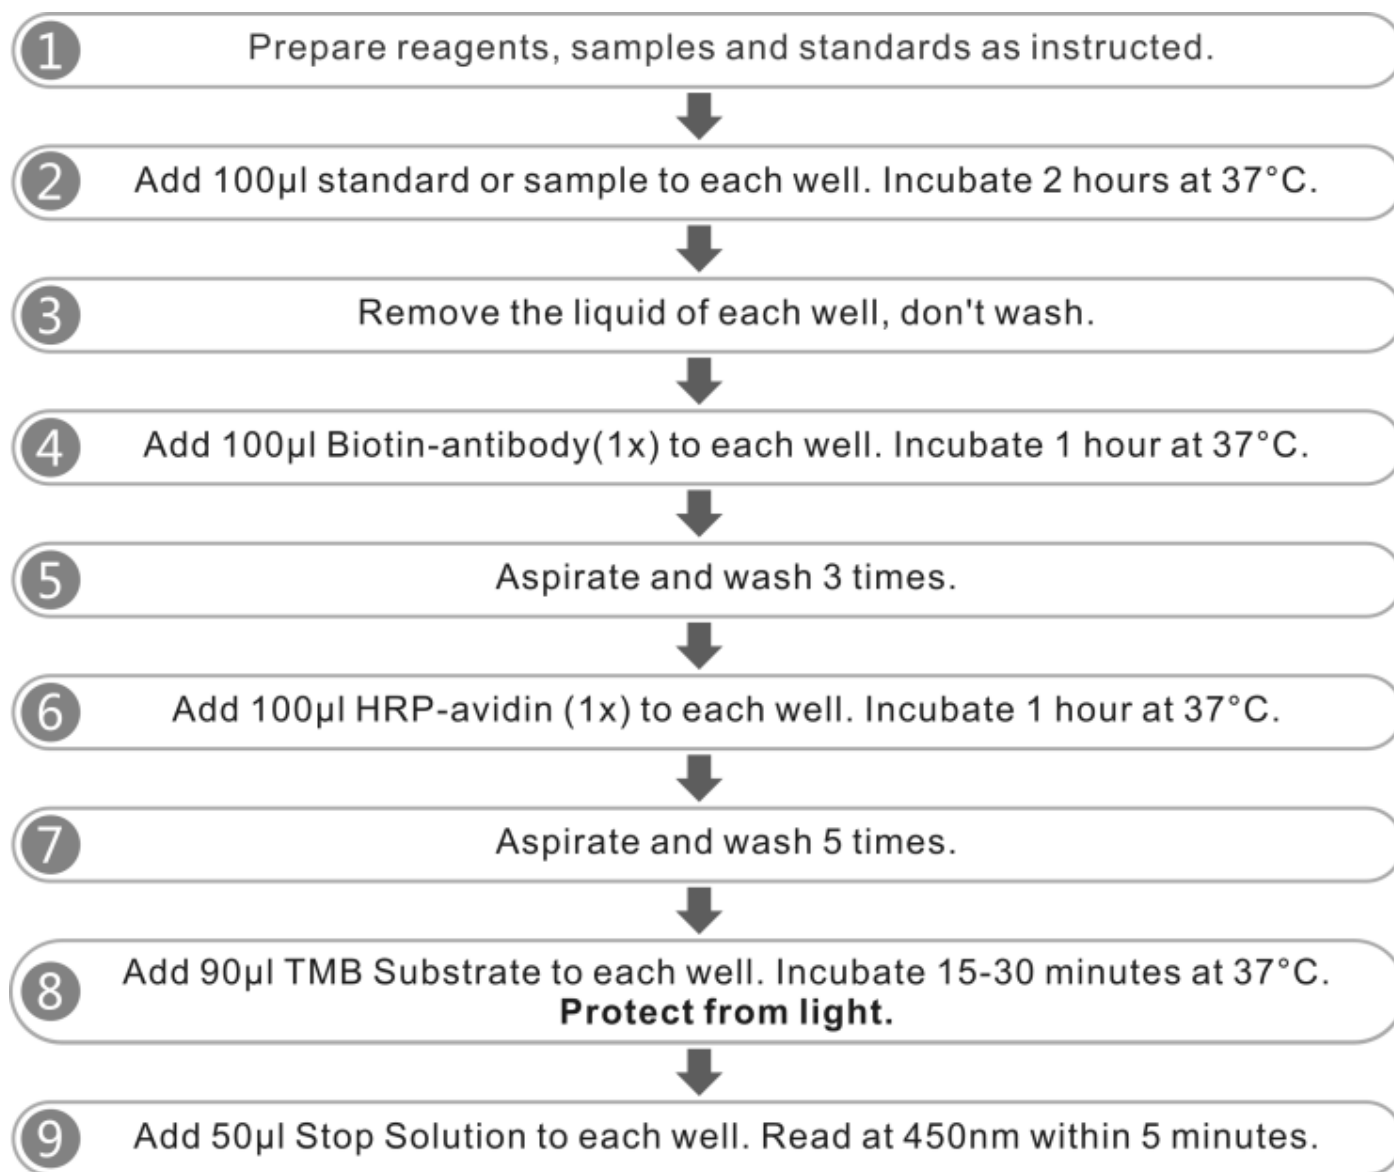 1
Prepare reagents, samples and standards as instructed.
2
Add 100µl standard or sample to each well. Incubate 2 hours at 37°C.
3
Remove the liquid of each well, don't wash.
4
Add 100µl Biotin-antibody(1x) to each well. Incubate 1 hour at 37°C.
5
Aspirate and wash 3 times.
6
Add 100µl HRP-avidin (1x) to each well. Incubate 1 hour at 37°C.
7
Aspirate and wash 5 times.
8
Add 90µl TMB Substrate to each well. Incubate 15-30 minutes at 37°C.
Protect from light.
9
Add 50µl Stop Solution to each well. Read at 450nm within 5 minutes.